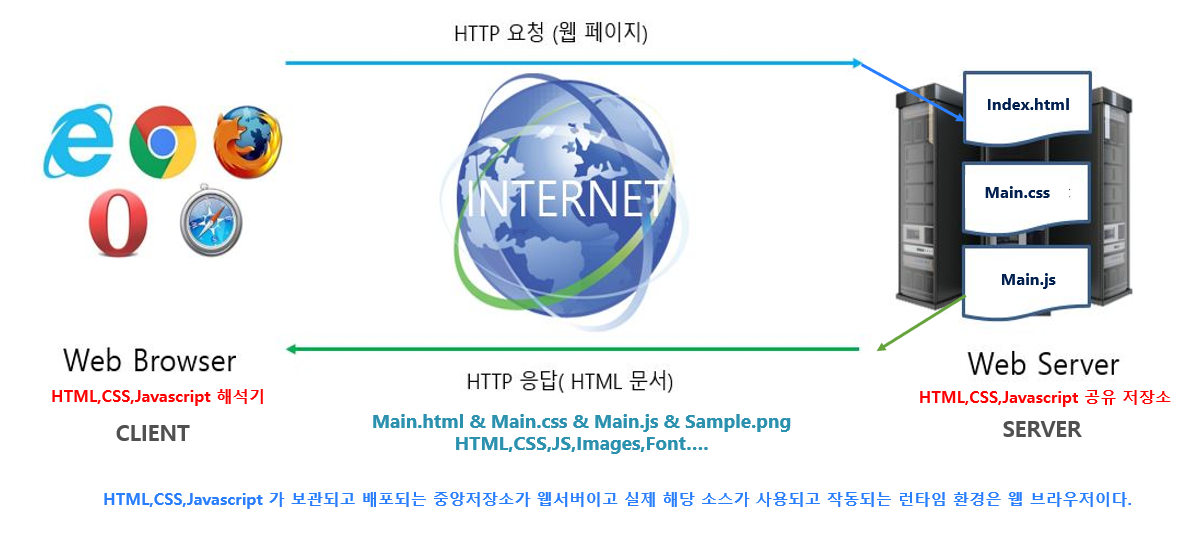 HTTP 요청 (웹 페이지)
INTERNET
Index.html
Main.css :
Main.js
Web Browser
HTML,CSS,Javascript 해석기
CLIENT
HTTP 응답( HTML 문서)
Main.html & Main.css & Main.js & Sample.png
HTML,CSS,JS,Images,Font....
Web Server
HTML,CSS,Javascript 공유 저장소
SERVER
HTML,CSS,Javascript 가 보관되고 배포되는 중앙저장소가 웹서버이고 실제 해당 소스가 사용되고 작동되는 런타임 환경은 웹 브라우저이다.